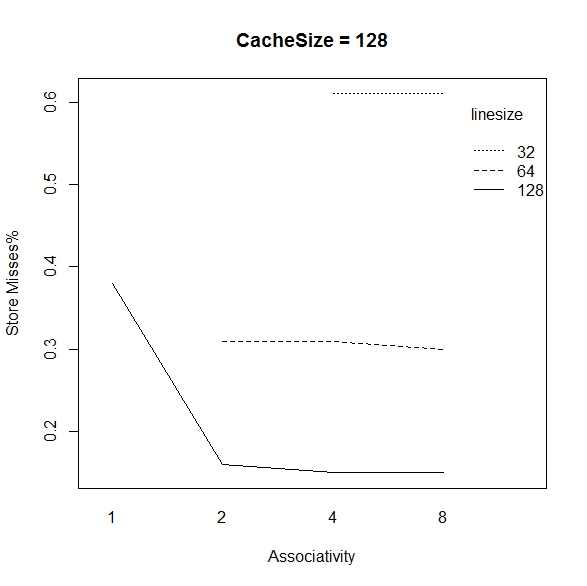 CacheSize = 128
0.6
0.5
0.4
0.3
0.2
Store Misses%
linesize
32
64
128
1 2 4 8
Associativity